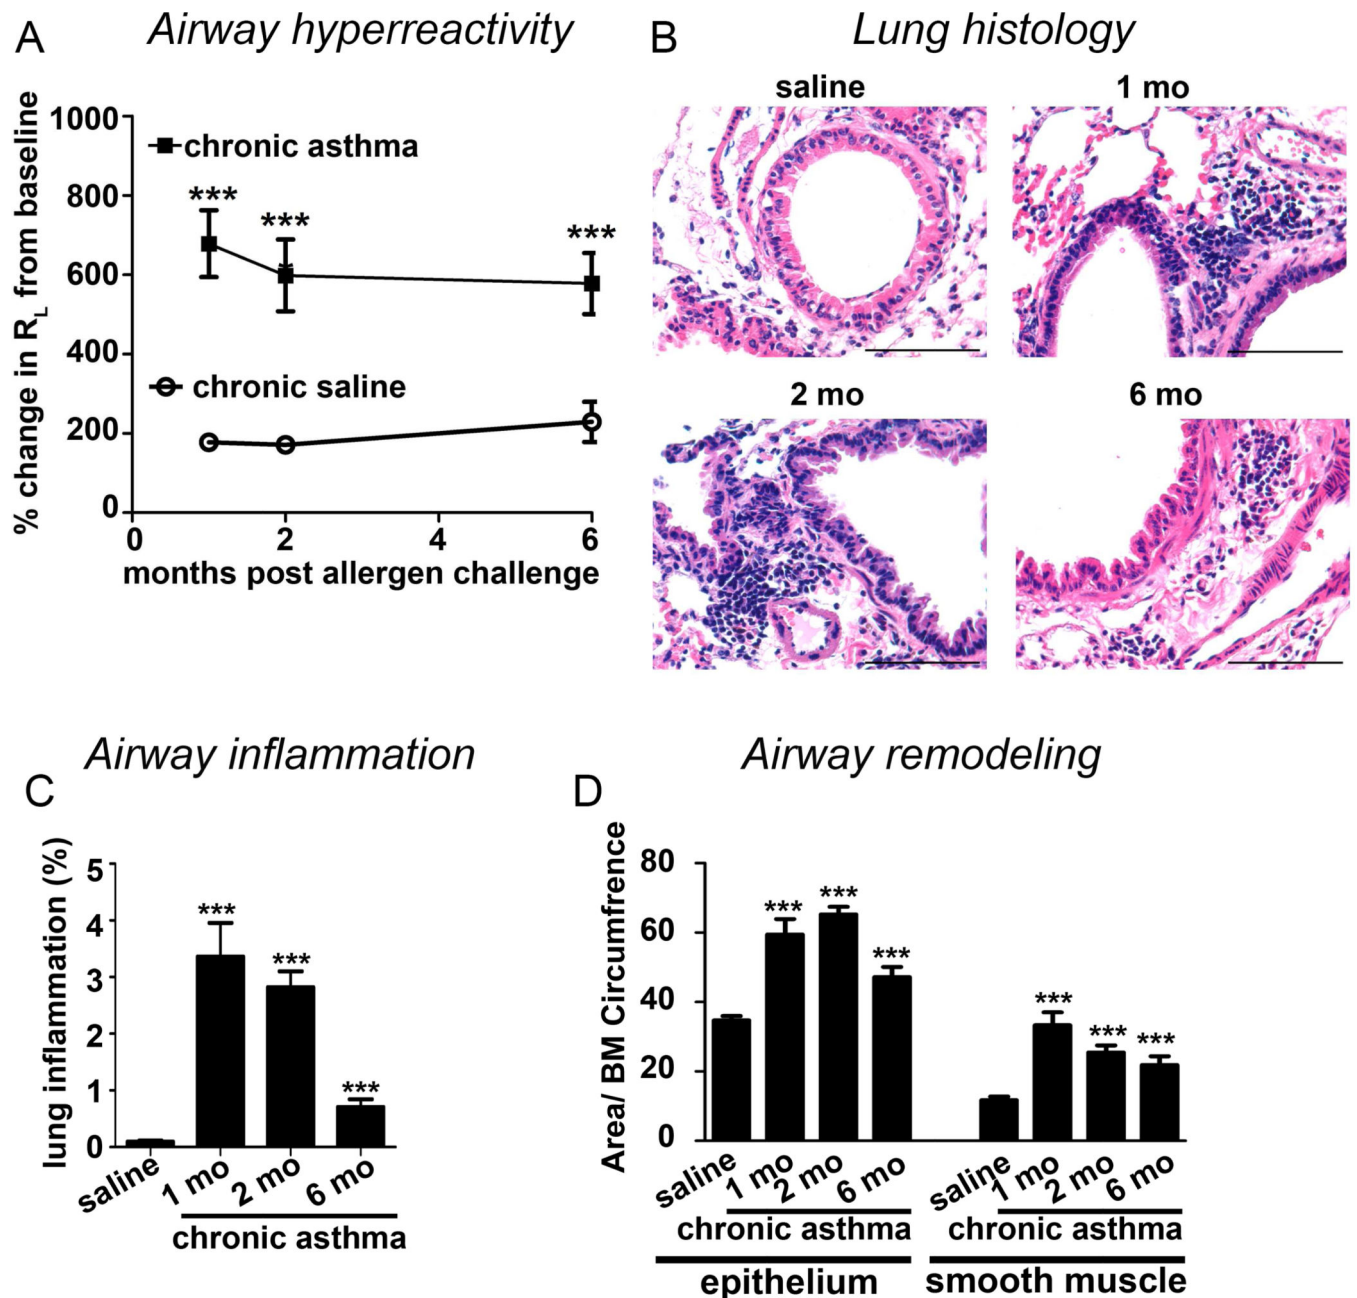 A
Airway hyperreactivity
% change in RL from baseline
1000
800
600
400
200
0
chronic asthma
***
***
***
chronic saline
0
2
4
6
months post allergen challenge
B
Lung histology
saline
1 mo
2 mo
6 mo
Airway inflammation
C
lung inflammation (%)
5
4
3
2
1
0
***
***
***
saline
1 mo
2 mo
6 mo
chronic asthma
Airway remodeling
D
Area/ BM Circumfrence
80
60
40
20
0
***
***
***
***
***
***
saline
1 mo
2 mo
6 mo
saline
1 mo
2 mo
6 mo
chronic asthma
chronic asthma
epithelium
smooth muscle